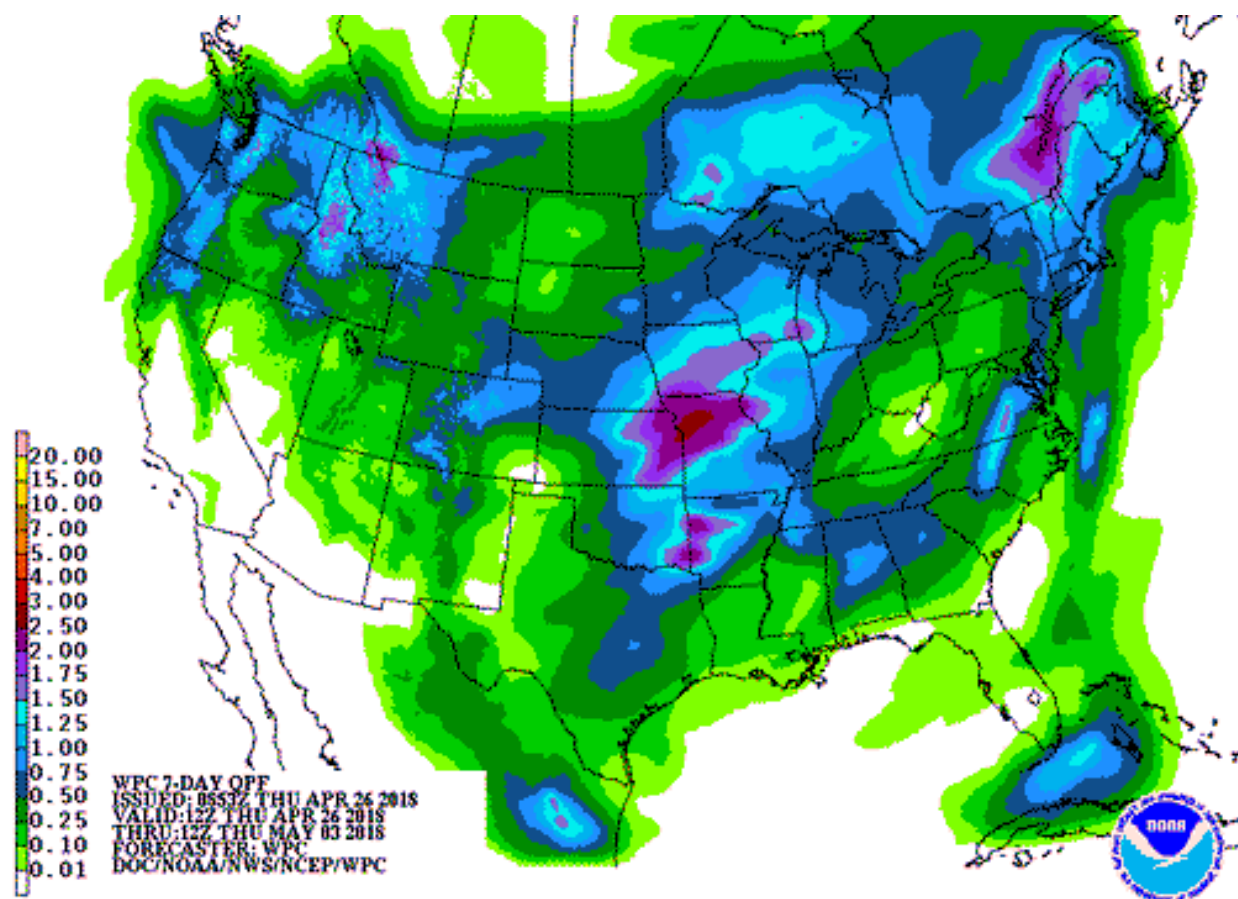 20.00
15.00
10.00
7.00
5.00
4.00
3.00
2.50
2.00
1.75
1.50
1.25
1.00
0.75
0.50
0.25
0.10
0.01
WPC 7-DAY QPF
ISSUED: 0853Z THU APR 26 2018
VALID:12Z THU APR 26 2018
THRU:12Z THU MAY 03 2018
FORECASTER: WPC
DOC/NOAA/NWS/NCEP/WPC
NOAA